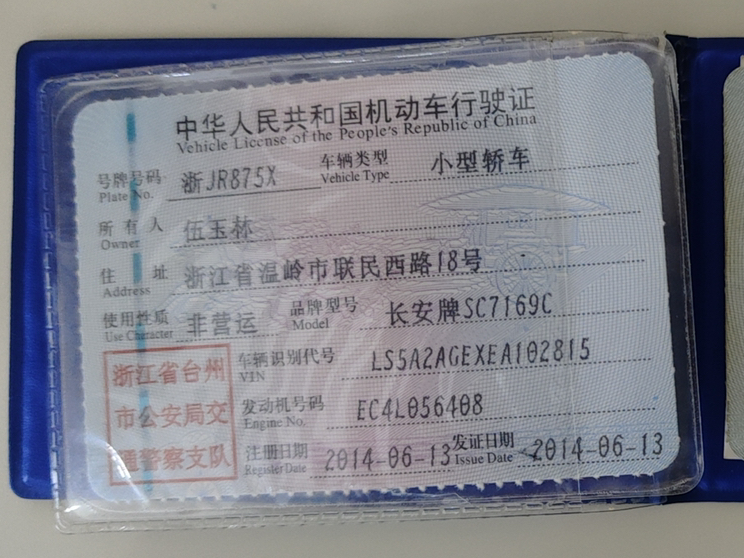 中华人民共和国机动车行驶证
Vehicle License of the People's Republic of China
号牌号码 浙JR875X 车辆类型 小型轿车
Plate No. Vehicle Type
所有人 伍玉林
Owner
住址 浙江省温岭市联民西路18号
Address
使用性质 非营运 品牌型号 长安牌SC7169C
Use Character Model
浙江省台州
市公安局交
通警察支队
车辆识别代号 LS5A2AGEXEA102815
VIN
发动机号码 EC4L056408
Engine No.
注册日期 2014-06-13 发证日期 2014-06-13
Register Date Issue Date